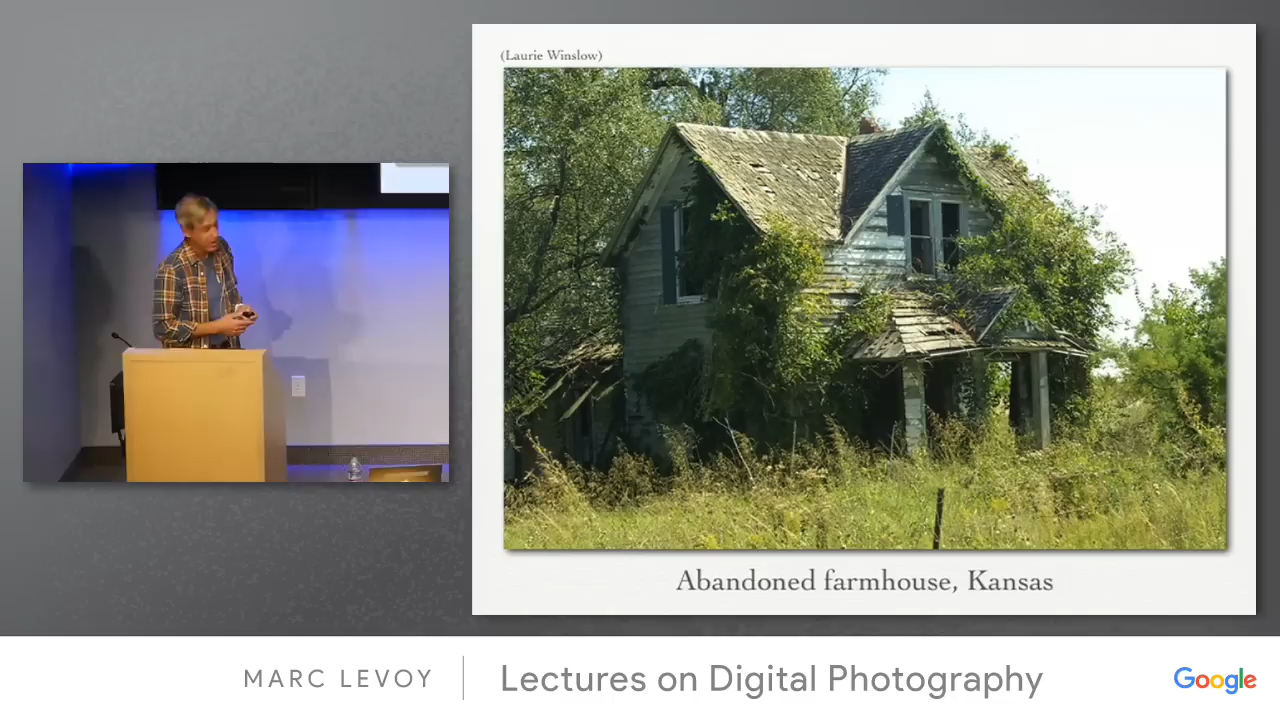 (Laurie Winslow)
Abandoned farmhouse, Kansas
MARC LEVOY
Lectures on Digital Photography
Google